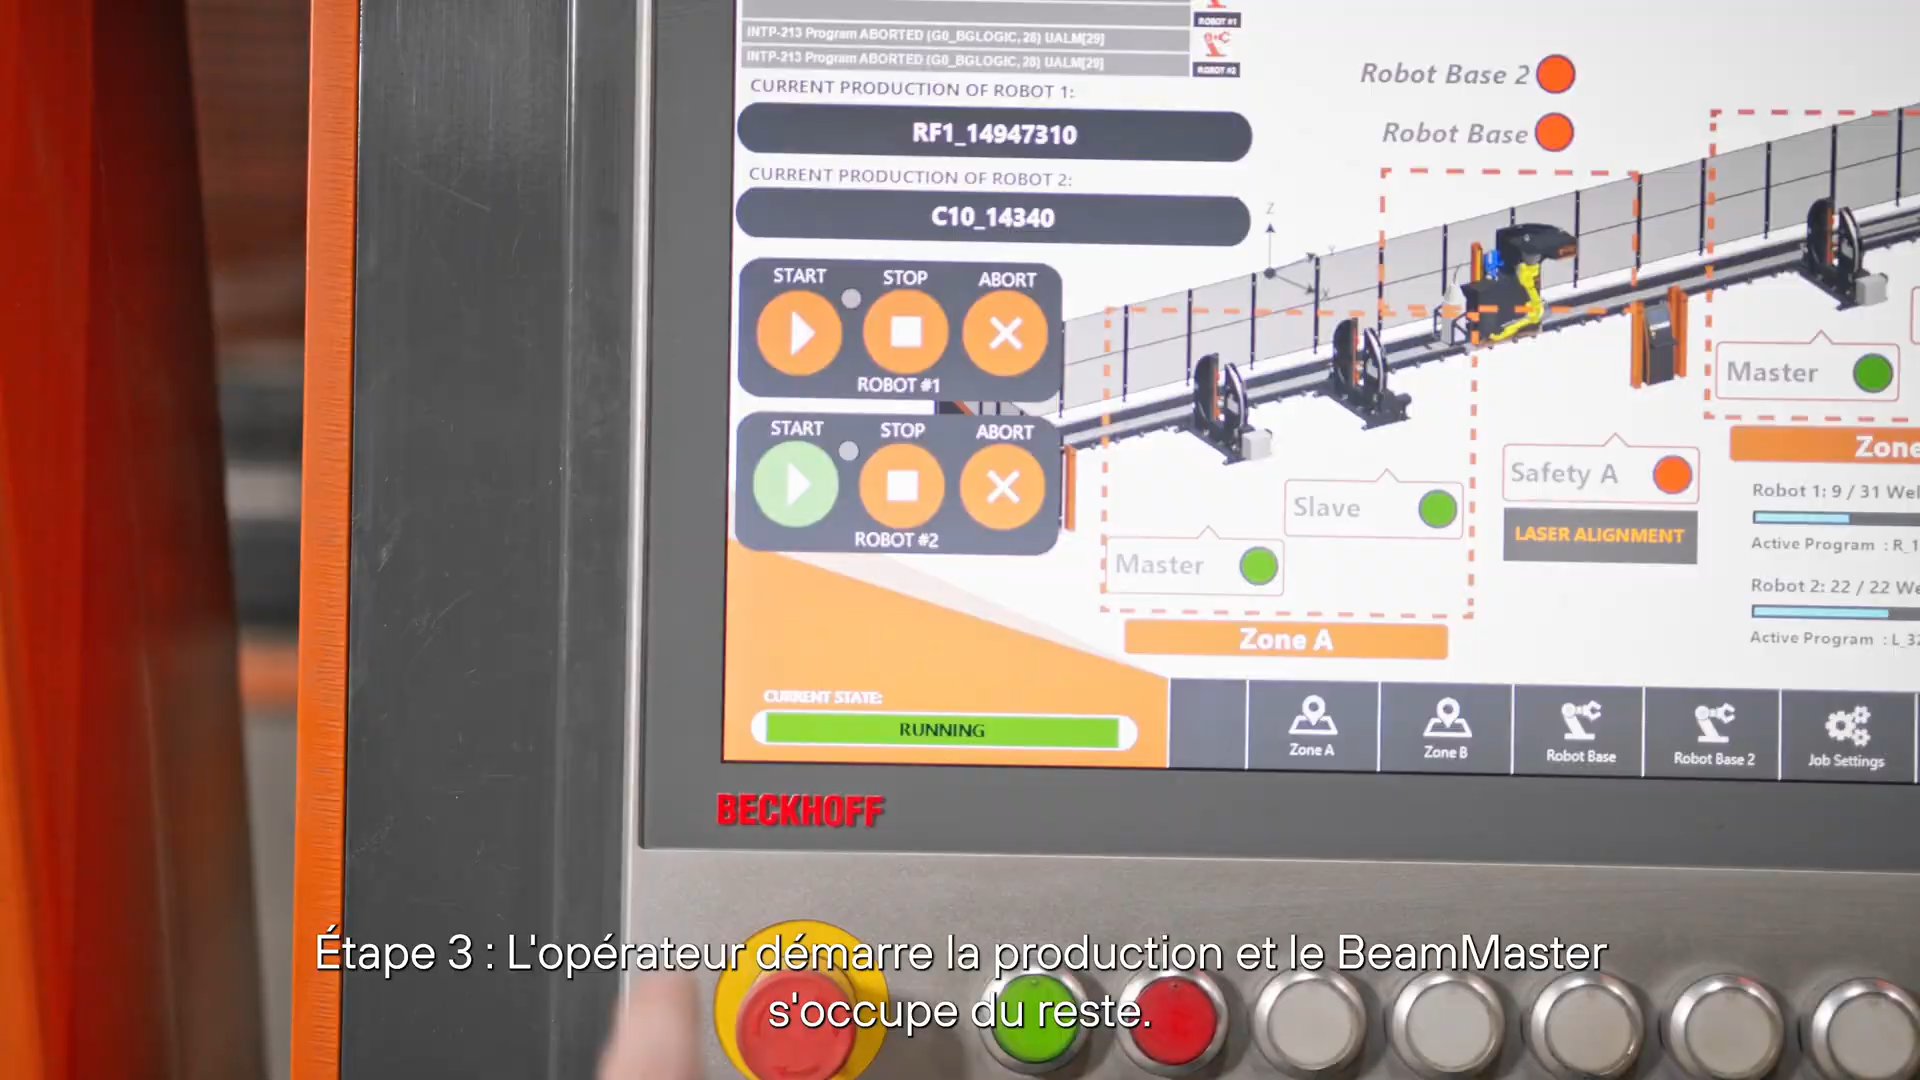 ROBOT #1
INTP-213 Program ABORTED (G0_BGLOGIC, 28) UALM[29]
INTP-213 Program ABORTED (G0_BGLOGIC, 28) UALM[29]
ROBOT #2
CURRENT PRODUCTION OF ROBOT 1:
RF1_14947310
CURRENT PRODUCTION OF ROBOT 2:
C10_14340
START STOP ABORT
ROBOT #1
START STOP ABORT
ROBOT #2
Robot Base 2
Robot Base
Z
Y
X
Master
Slave
Master
Zone A
Safety A
LASER ALIGNMENT
Zone
Robot 1: 9 / 31 Wel
Active Program : R_1
Robot 2: 22 / 22 We
Active Program : L_32
CURRENT STATE:
RUNNING
Zone A
Zone B
Robot Base
Robot Base 2
Job Settings
BECKHOFF
Étape 3 : L'opérateur démarre la production et le BeamMaster
s'occupe du reste.